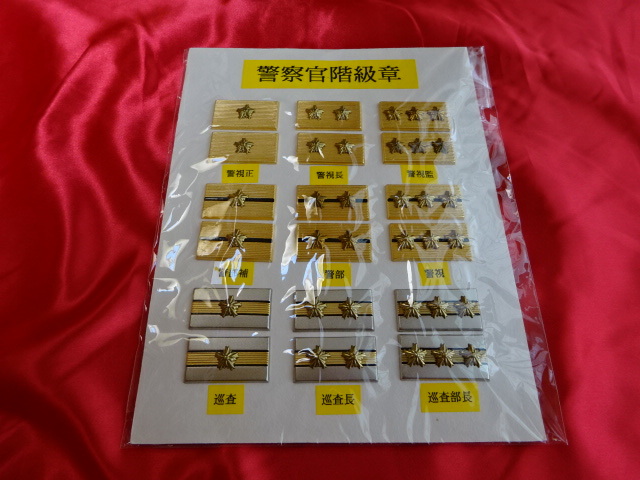 警察官階級章
警視正 警視長 警視監
警部補 警部 警視
巡査 巡査長 巡査部長